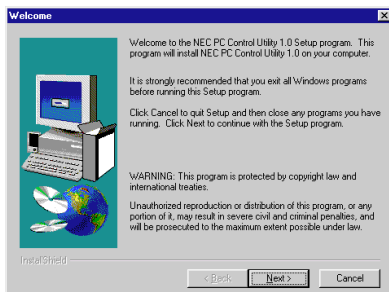 Welcome
Welcome to the NEC PC Control Utility 1.0 Setup program. This
program will install NEC PC Control Utility 1.0 on your computer.
It is strongly recommended that you exit all Windows programs
before running this Setup program.
Click Cancel to quit Setup and then close any programs you have
running. Click Next to continue with the Setup program.
WARNING: This program is protected by copyright law and
international treaties.
Unauthorized reproduction or distribution of this program, or any
portion of it, may result in severe civil and criminal penalties, and
will be prosecuted to the maximum extent possible under law.
InstallShield
< Back
Next >
Cancel